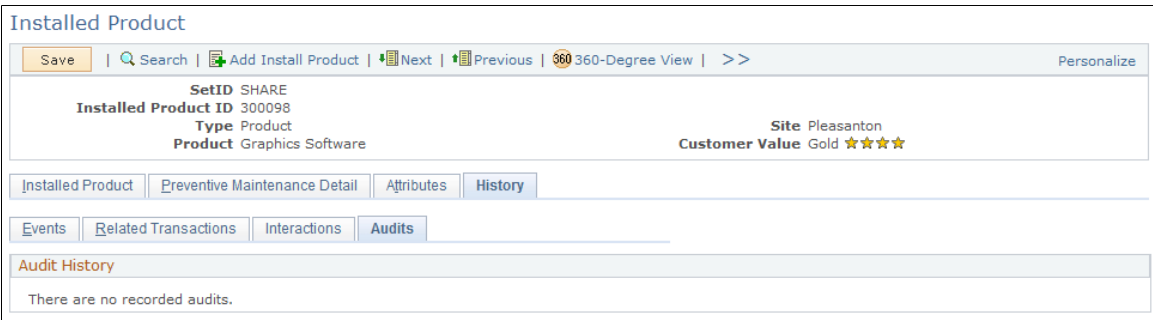 Installed Product
Save | Search | Add Install Product | Next | Previous | 360 360-Degree View | >> Personalize
SetID SHARE
Installed Product ID 300098
Type Product Site Pleasanton
Product Graphics Software Customer Value Gold
Installed Product Preventive Maintenance Detail Attributes History
Events Related Transactions Interactions Audits
Audit History
There are no recorded audits.